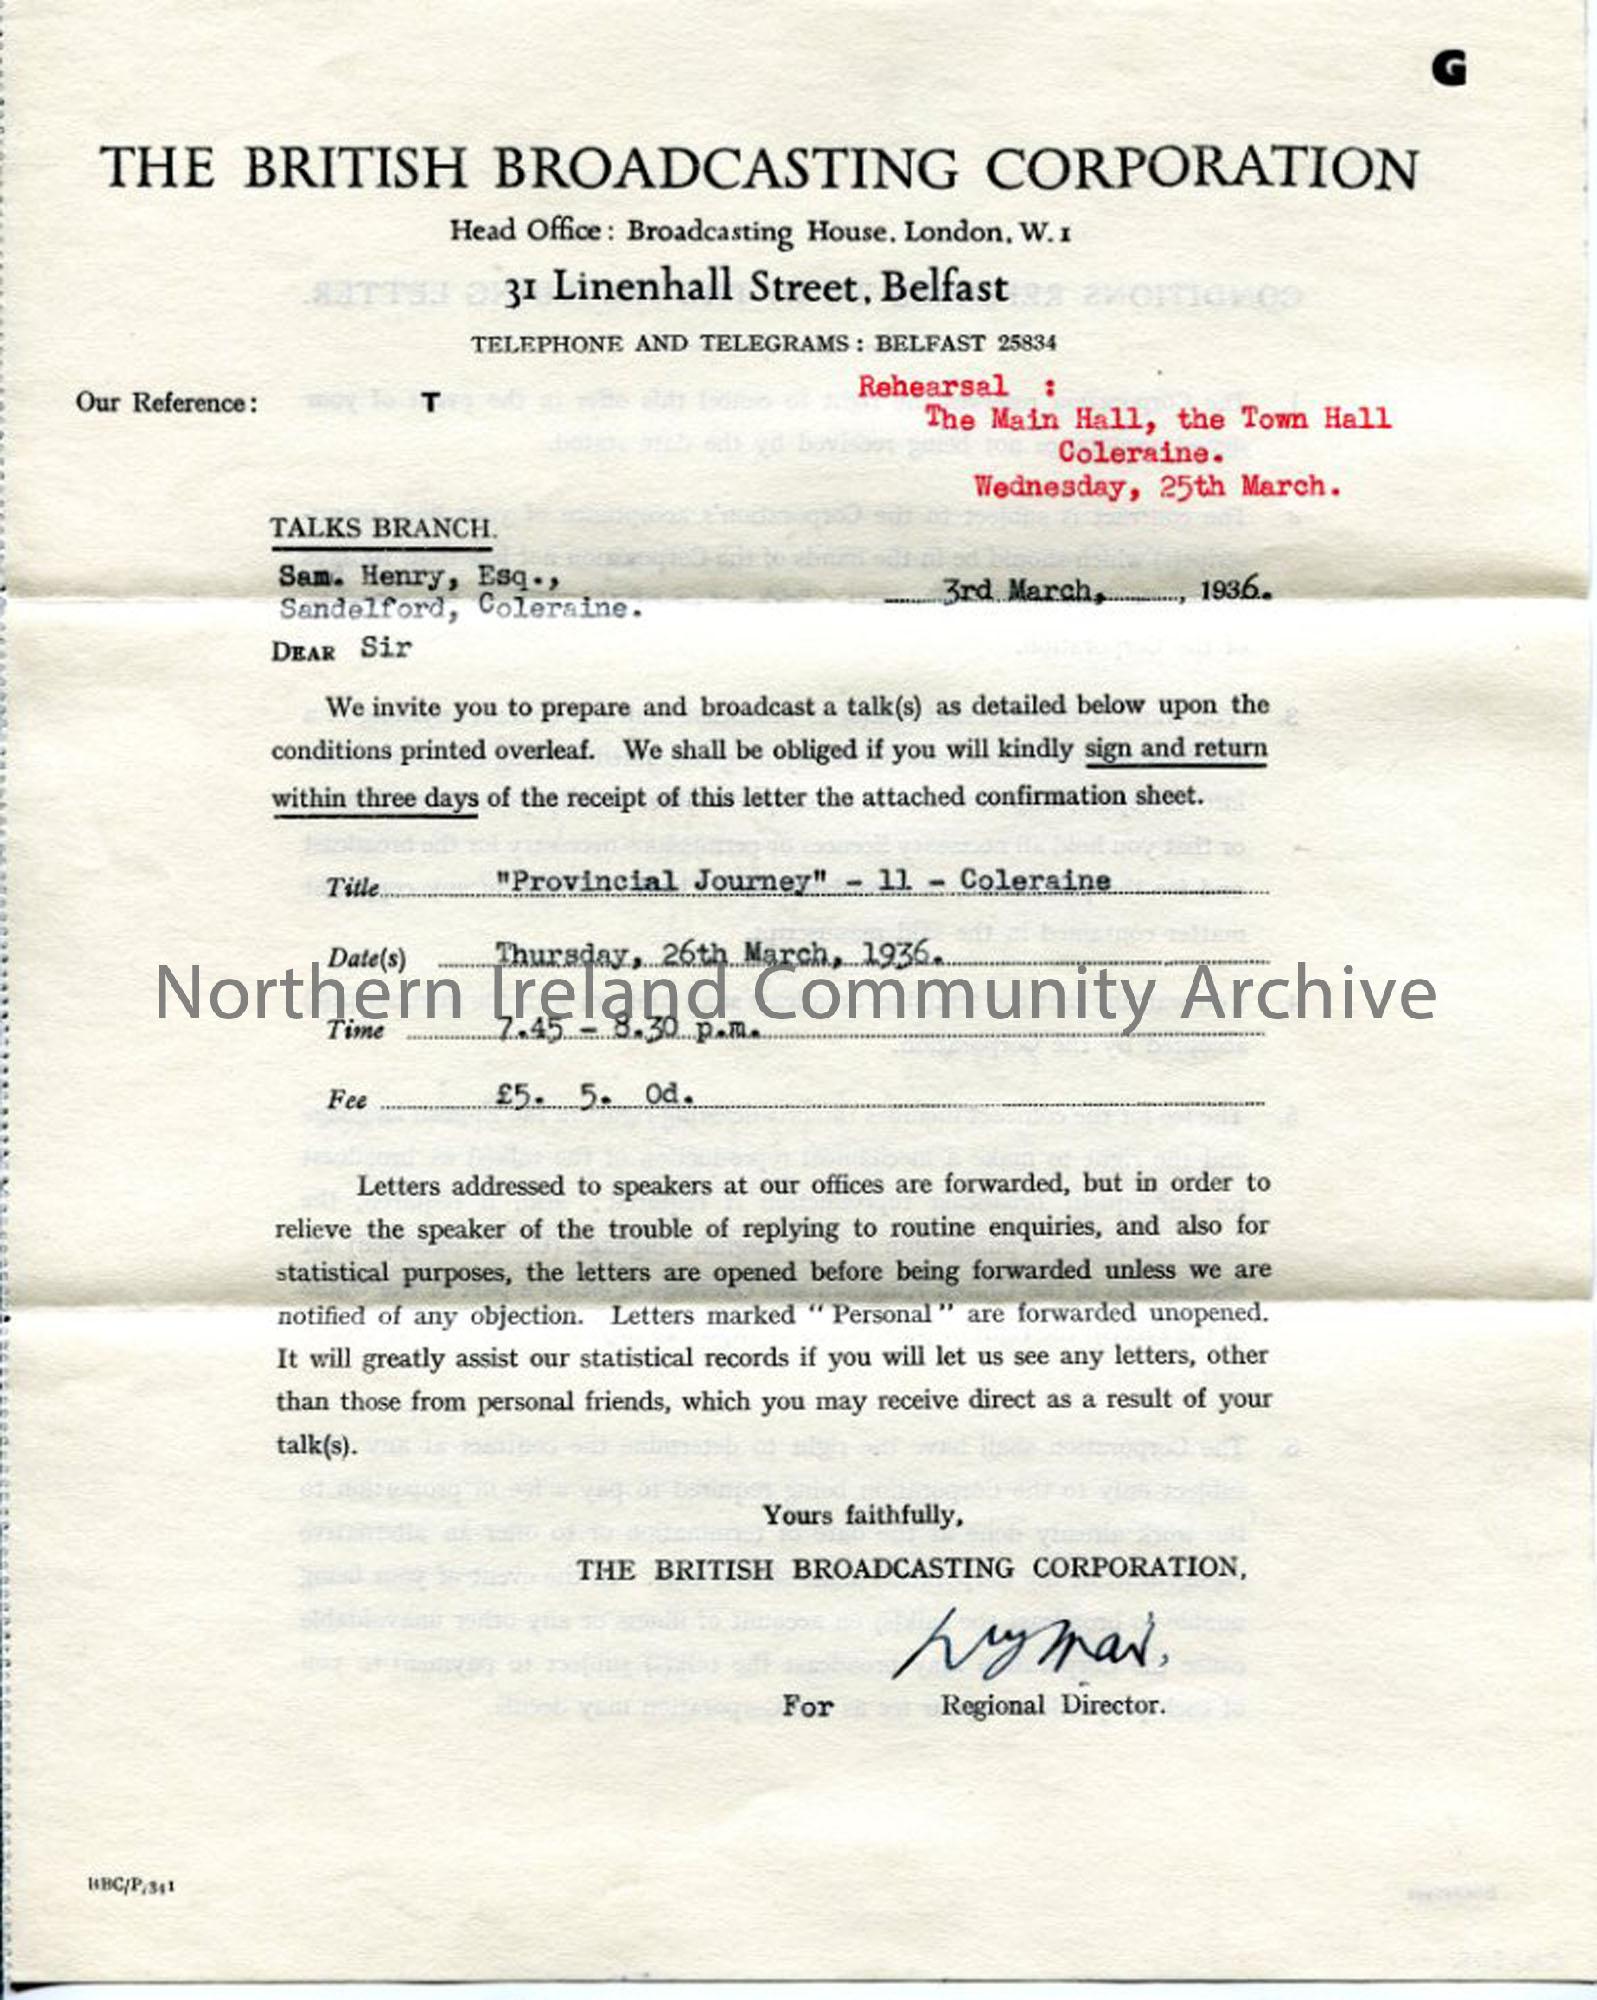 G
THE BRITISH BROADCASTING CORPORATION
Head Office: Broadcasting House, London, W.1
31 Linenhall Street, Belfast
TELEPHONE AND TELEGRAMS: BELFAST 25834
Our Reference: T
Rehearsal :
The Main Hall, the Town Hall
Coleraine.
Wednesday, 25th March.
TALKS BRANCH.
Sam. Henry, Esq.,
Sandelford, Coleraine.
3rd March, , 1936.
DEAR Sir
We invite you to prepare and broadcast a talk(s) as detailed below upon the
conditions printed overleaf. We shall be obliged if you will kindly sign and return
within three days of the receipt of this letter the attached confirmation sheet.
Title "Provincial Journey" - 11 - Coleraine
Date(s) Thursday, 26th March, 1936.
Northern Ireland Community Archive
Time 7.45 - 8.30 p.m.
Fee £5. 5. 0d.
Letters addressed to speakers at our offices are forwarded, but in order to
relieve the speaker of the trouble of replying to routine enquiries, and also for
statistical purposes, the letters are opened before being forwarded unless we are
notified of any objection. Letters marked "Personal" are forwarded unopened.
It will greatly assist our statistical records if you will let us see any letters, other
than those from personal friends, which you may receive direct as a result of your
talk(s).
Yours faithfully,
THE BRITISH BROADCASTING CORPORATION,
For Regional Director.
BBC/P/341